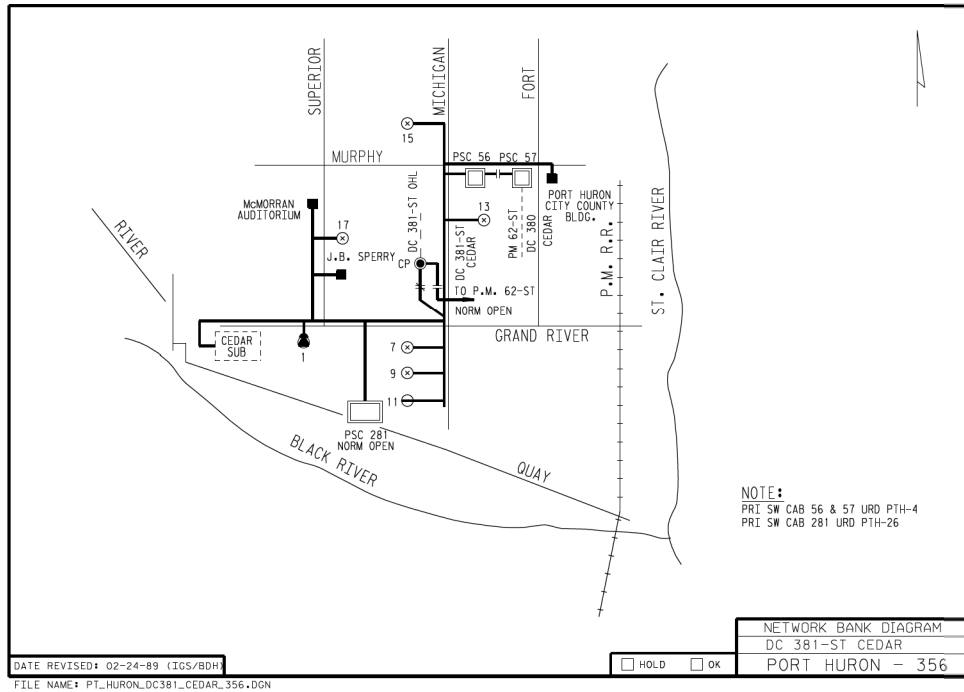 SUPERIOR
MICHIGAN
FORT
15
MURPHY
PSC 56 PSC 57
McMORRAN
AUDITORIUM
PORT HURON
CITY COUNTY
BLDG.
RIVER
17
13
DC 381-ST OHL
DC 381-ST
CEDAR
PM 62-ST
DC 380
CEDAR
J.B. SPERRY
CP
TO P.M. 62-ST
NORM OPEN
P.M. R.R.
ST. CLAIR RIVER
CEDAR
SUB
1
GRAND RIVER
7
9
11
PSC 281
NORM OPEN
BLACK RIVER
QUAY
NOTE:
PRI SW CAB 56 & 57 URD PTH-4
PRI SW CAB 281 URD PTH-26
NETWORK BANK DIAGRAM
DC 381-ST CEDAR
PORT HURON - 356
HOLD OK
DATE REVISED: 02-24-89 (IGS/BDH)
FILE NAME: PT_HURON_DC381_CEDAR_356.DGN